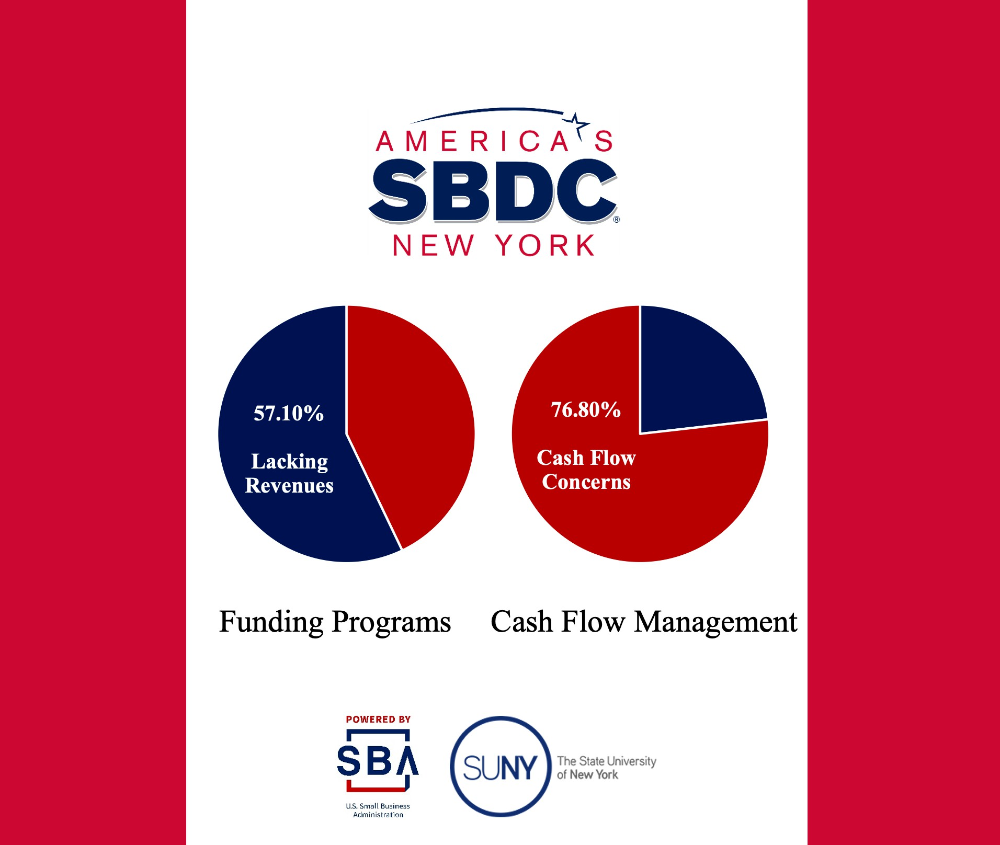 AMERICA'S
SBDC®
NEW YORK
57.10%
Lacking
Revenues
76.80%
Cash Flow
Concerns
Funding Programs
Cash Flow Management
POWERED BY
SBA
U.S. Small Business
Administration
SUNY
The State University
of New York